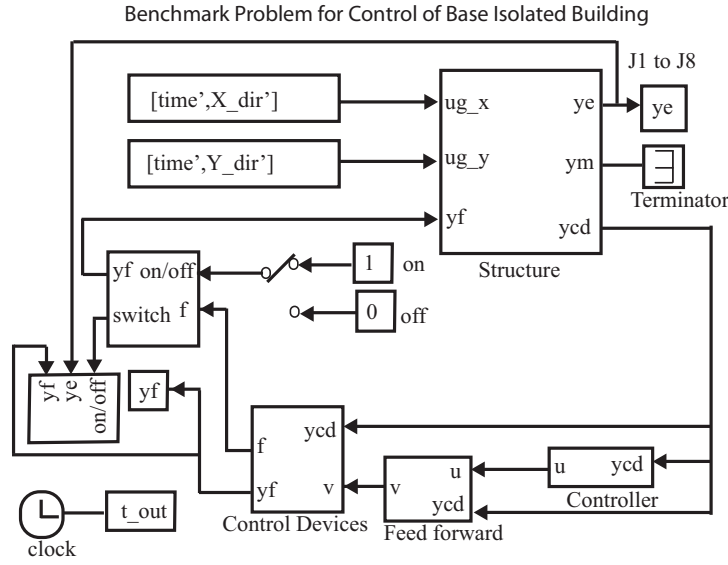 Benchmark Problem for Control of Base Isolated Building
J1 to J8
[time’,X_dir’]
ug_x
ye
ye
[time’,Y_dir’]
ug_y
ym
Terminator
yf
ycd
Structure
yf on/off
1
on
switch f
0
off
yf
ye
on/off
yf
f
ycd
yf
v
Control Devices
v
u
ycd
Feed forward
u
ycd
Controller
t_out
clock